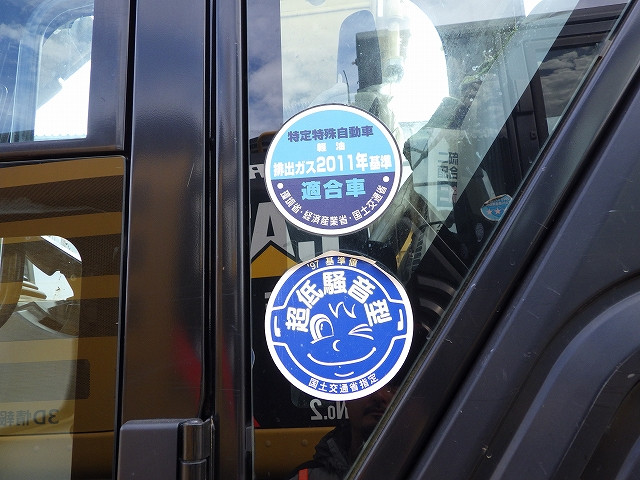 特定特殊自動車
軽油
排出ガス2011年基準
適合車
・環境省・経済産業省・国土交通省・
'97基準値
超低騒音型
国土交通省指定
No.2
3D情報